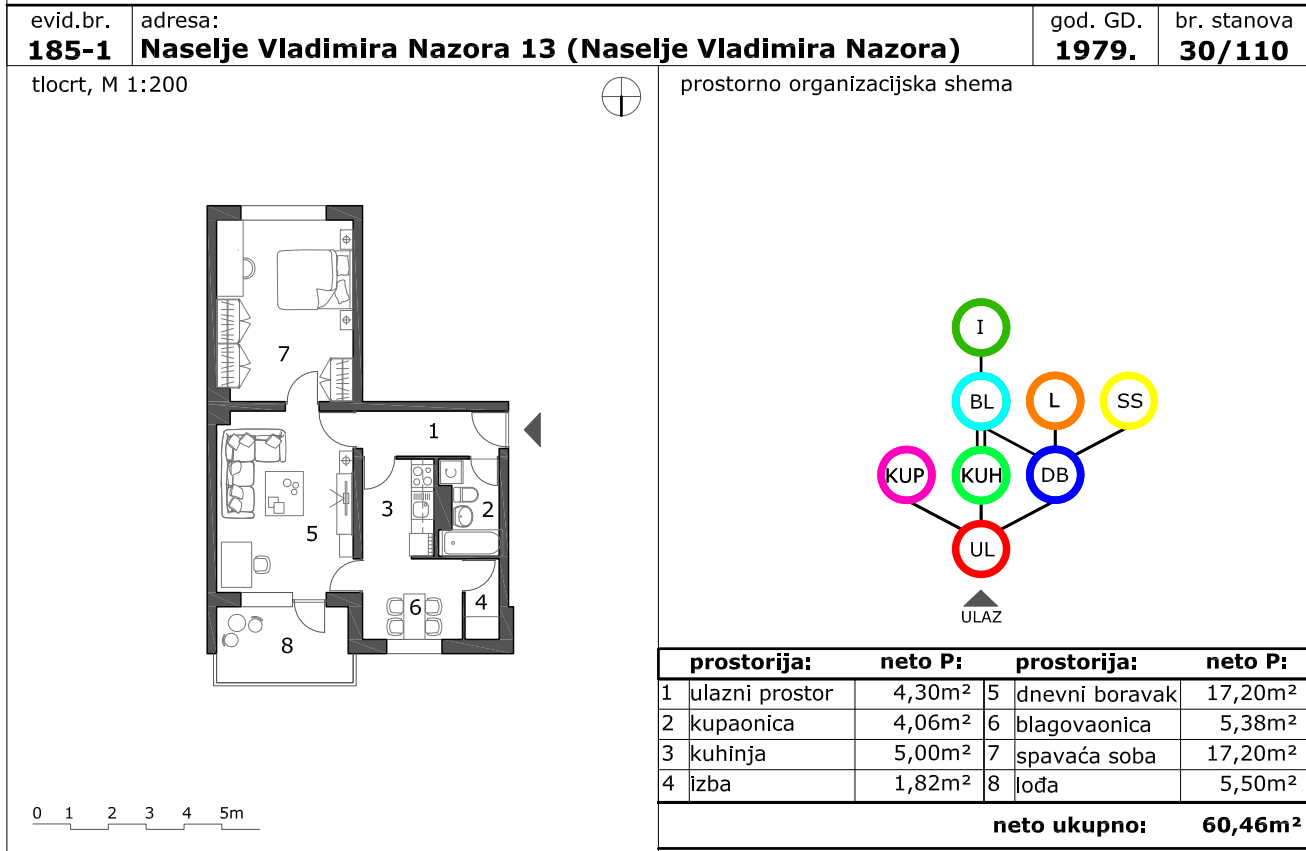 evid.br. adresa: god. GD. br. stanova
185-1 Naselje Vladimira Nazora 13 (Naselje Vladimira Nazora) 1979. 30/110
tlocrt, M 1:200
prostorno organizacijska shema
7
1
3
2
5
6
4
8
0 1 2 3 4 5m
I
BL L SS
KUP KUH DB
UL
ULAZ
prostorija: neto P: prostorija: neto P:
1 ulazni prostor 4,30m² 5 dnevni boravak 17,20m²
2 kupaonica 4,06m² 6 blagovaonica 5,38m²
3 kuhinja 5,00m² 7 spavaća soba 17,20m²
4 izba 1,82m² 8 lođa 5,50m²
neto ukupno: 60,46m²